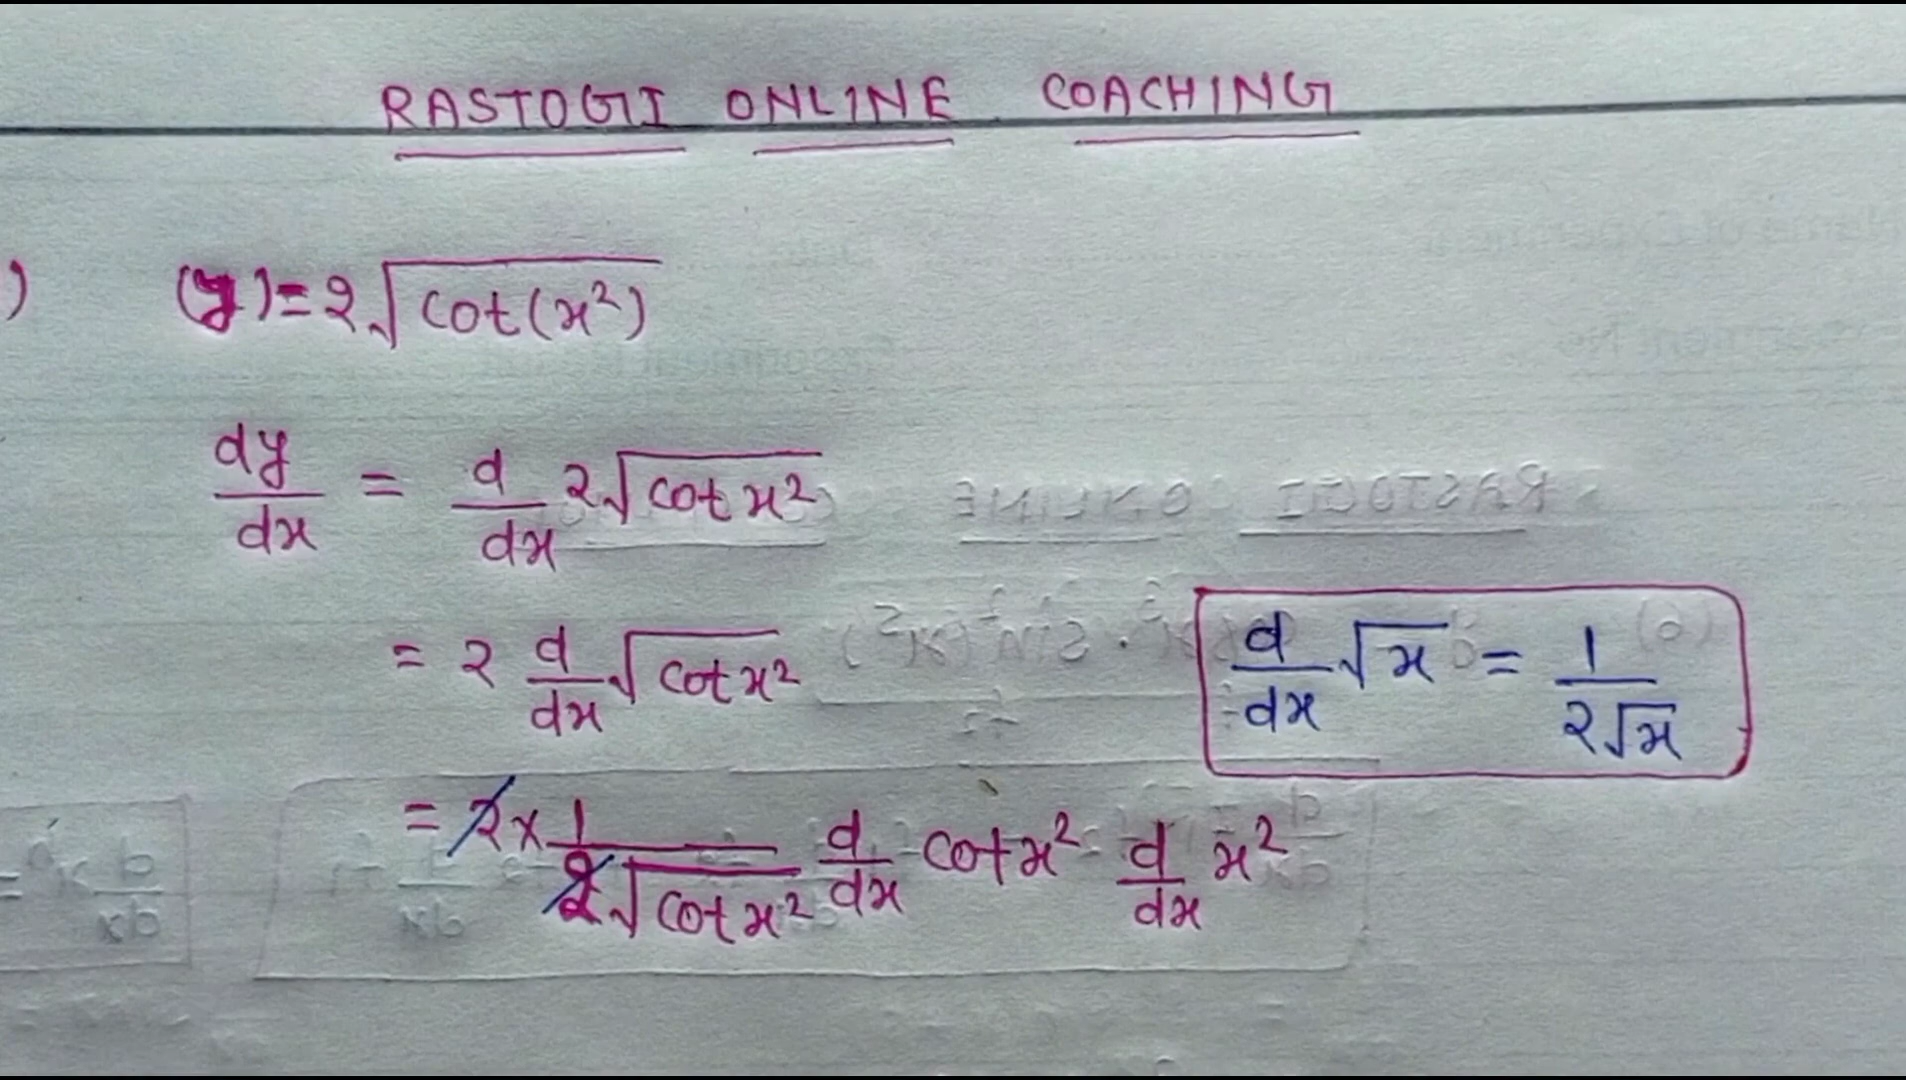 RASTOGI ONLINE COACHING
) (y) = 2√cot(x²)
dy/dx = d/dx 2√cot x²
= 2 d/dx √cot x²
d/dx √x = 1/2√x
= 2 × 1/2√cot x² d/dx cot x² d/dx x²